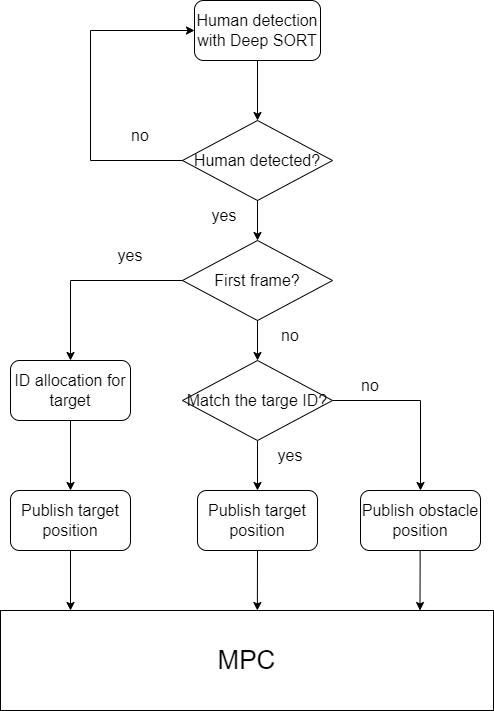 Human detection
with Deep SORT
no
Human detected?
yes
yes
First frame?
no
ID allocation for
target
Match the targe ID?
no
yes
Publish target
position
Publish target
position
Publish obstacle
position
MPC